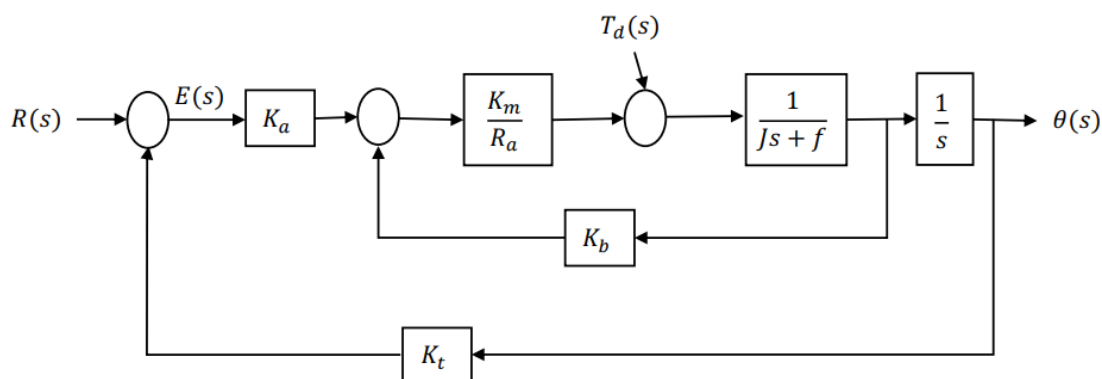 T_d(s)
R(s)
E(s)
K_a
K_m
R_a
1
Js + f
1
s
θ(s)
K_b
K_t